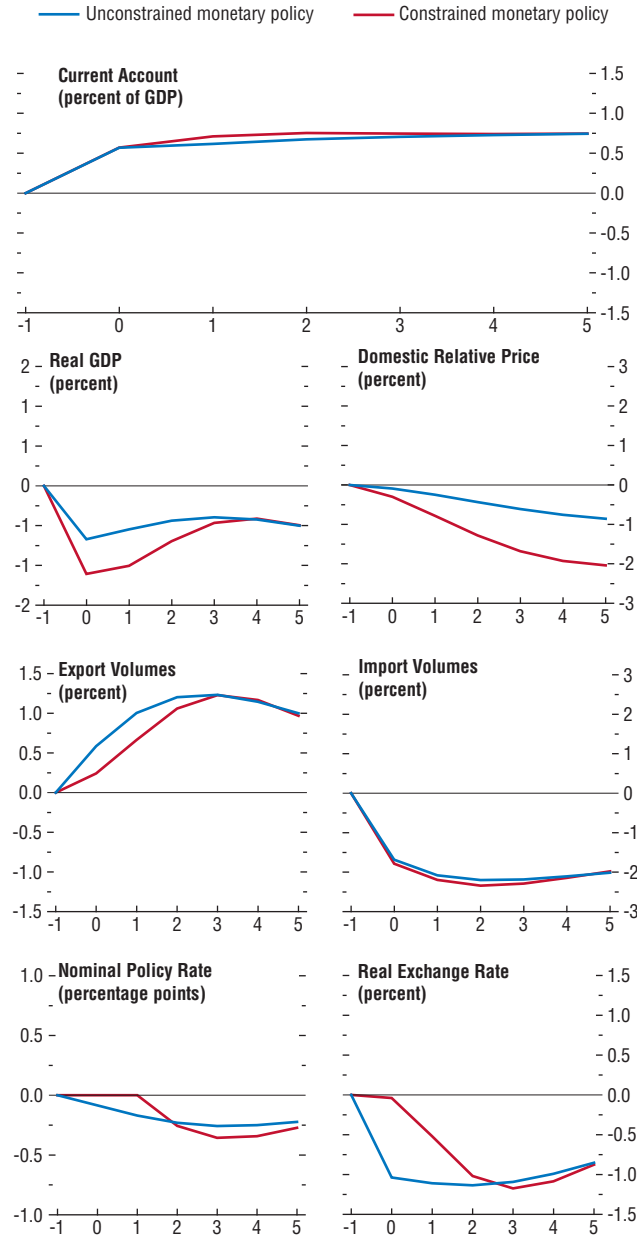 Unconstrained monetary policy Constrained monetary policy
Current Account
(percent of GDP)
1.5
1.0
0.5
0.0
-0.5
-1.0
-1.5
-1 0 1 2 3 4 5
Real GDP
(percent)
2
1
1
0
-1
-1
-2
-1 0 1 2 3 4 5
Domestic Relative Price
(percent)
3
2
1
0
-1
-2
-3
-1 0 1 2 3 4 5
Export Volumes
(percent)
1.5
1.0
0.5
0.0
-0.5
-1.0
-1.5
-1 0 1 2 3 4 5
Import Volumes
(percent)
3
2
1
0
-1
-2
-3
-1 0 1 2 3 4 5
Nominal Policy Rate
(percentage points)
1.0
0.5
0.0
-0.5
-1.0
-1 0 1 2 3 4 5
Real Exchange Rate
(percent)
1.5
1.0
0.5
0.0
-0.5
-1.0
-1.5
-1 0 1 2 3 4 5